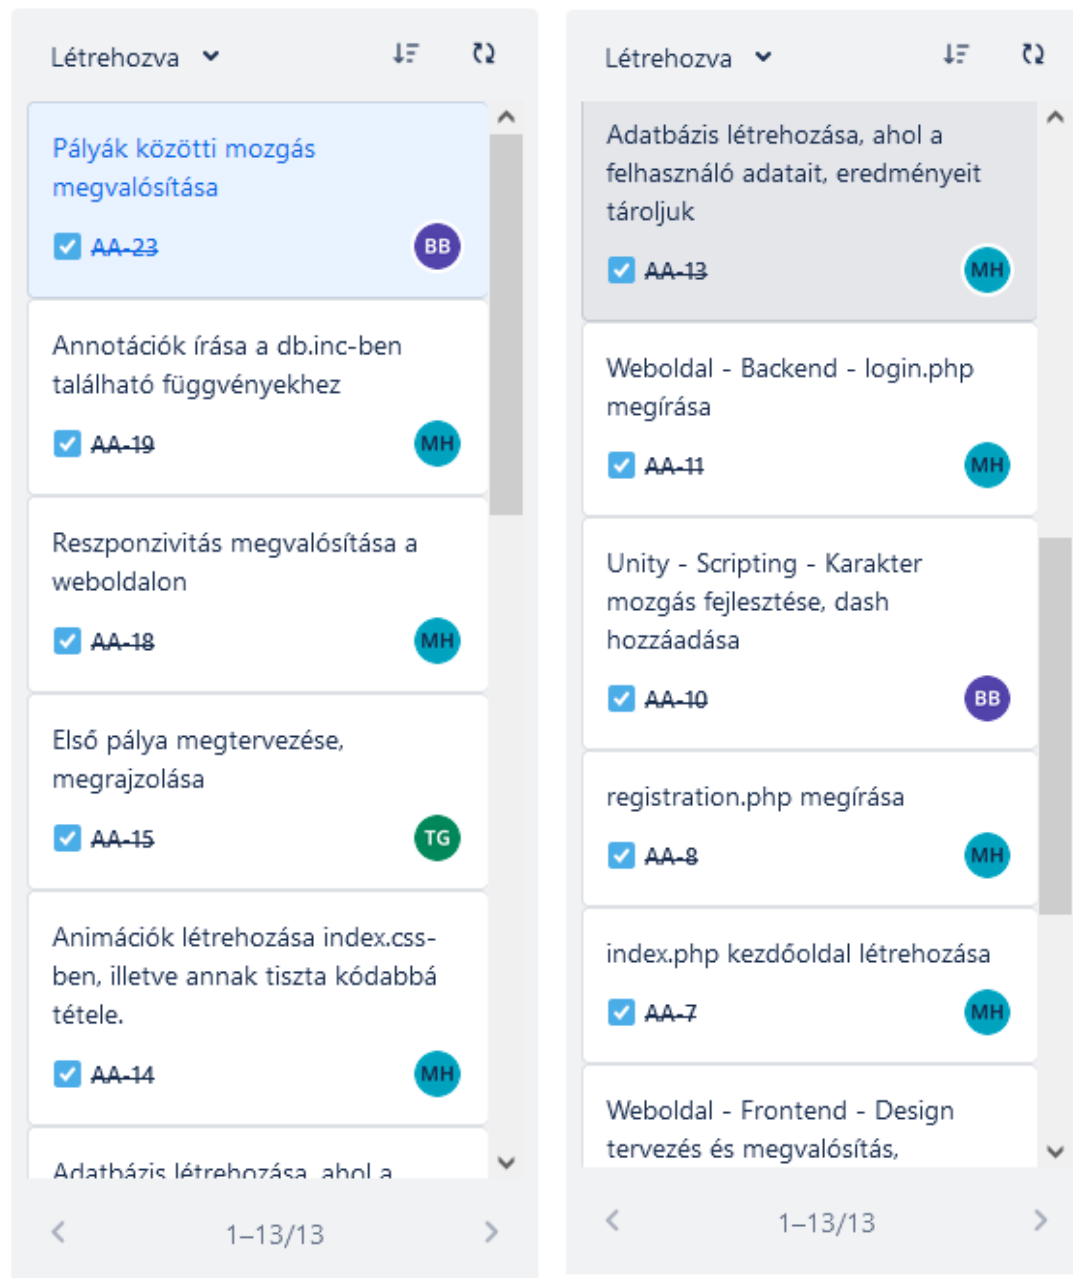 Létrehozva
Pályák közötti mozgás
megvalósítása
AA-23
BB
Annotációk írása a db.inc-ben
található függvényekhez
AA-19
MH
Reszponzivitás megvalósítása a
weboldalon
AA-18
MH
Első pálya megtervezése,
megrajzolása
AA-15
TG
Animációk létrehozása index.css-
ben, illetve annak tiszta kódabbá
tétele.
AA-14
MH
Adatbázis létrehozása, ahol a
1–13/13
Létrehozva
Adatbázis létrehozása, ahol a
felhasználó adatait, eredményeit
tároljuk
AA-13
MH
Weboldal - Backend - login.php
megírása
AA-11
MH
Unity - Scripting - Karakter
mozgás fejlesztése, dash
hozzáadása
AA-10
BB
registration.php megírása
AA-8
MH
index.php kezdőoldal létrehozása
AA-7
MH
Weboldal - Frontend - Design
tervezés és megvalósítás,
1–13/13